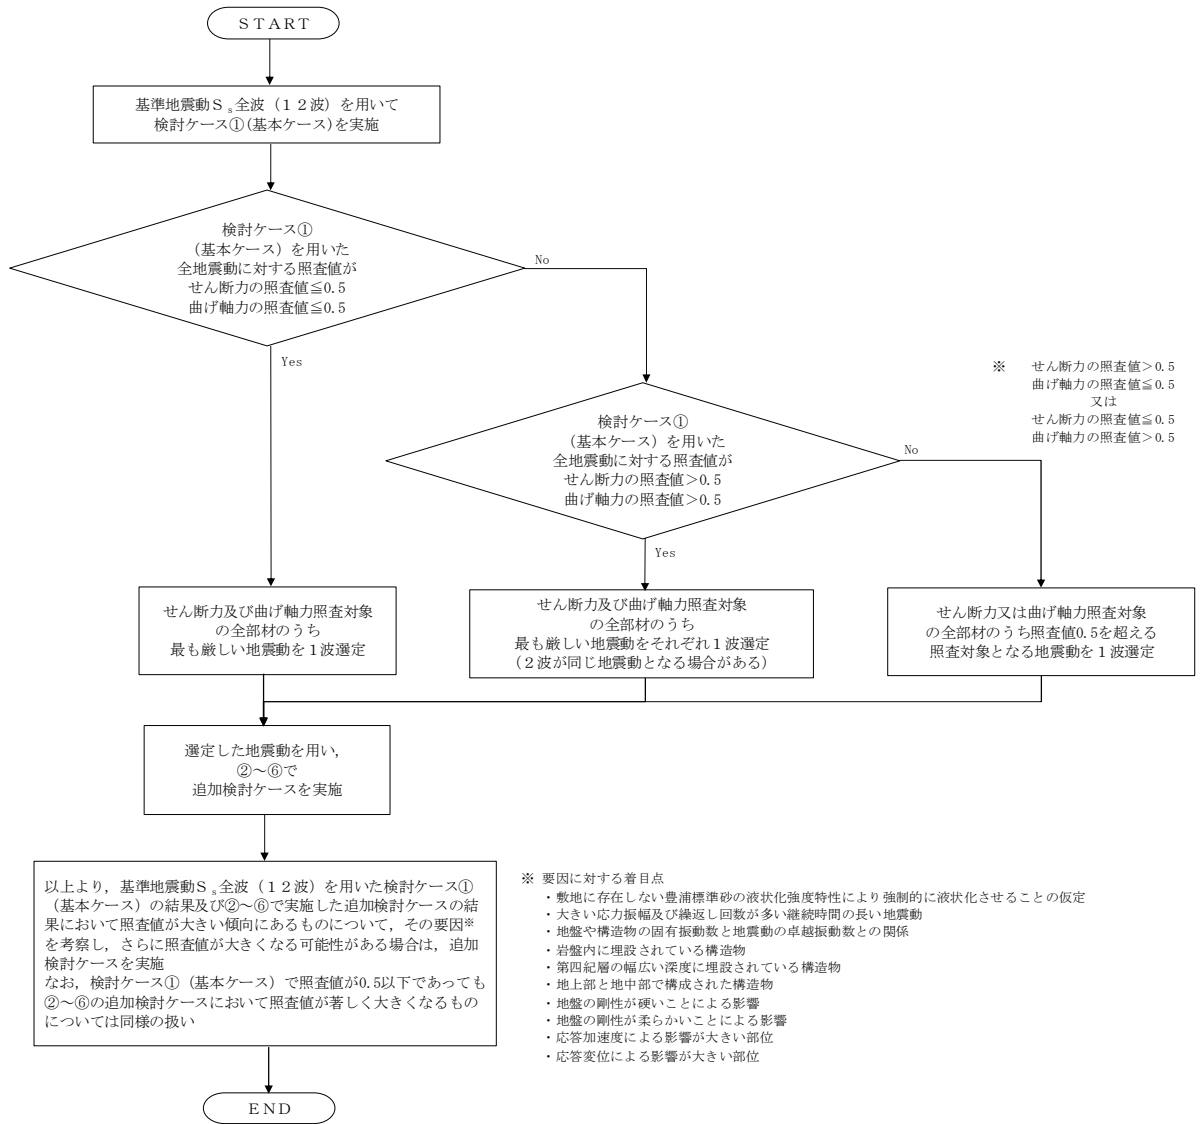 ＳＴＡＲＴ
基準地震動Ｓｓ全波（１２波）を用いて
検討ケース①(基本ケース)を実施
検討ケース①
（基本ケース）を用いた
全地震動に対する照査値が
せん断力の照査値≦0.5
曲げ軸力の照査値≦0.5
No
Yes
※ せん断力の照査値＞0.5
曲げ軸力の照査値≦0.5
又は
せん断力の照査値≦0.5
曲げ軸力の照査値＞0.5
検討ケース①
（基本ケース）を用いた
全地震動に対する照査値が
せん断力の照査値＞0.5
曲げ軸力の照査値＞0.5
No
Yes
せん断力及び曲げ軸力照査対象
の全部材のうち
最も厳しい地震動を１波選定
せん断力及び曲げ軸力照査対象
の全部材のうち
最も厳しい地震動をそれぞれ１波選定
（２波が同じ地震動となる場合がある）
せん断力又は曲げ軸力照査対象
の全部材のうち照査値0.5を超える
照査対象となる地震動を１波選定
選定した地震動を用い，
②～⑥で
追加検討ケースを実施
以上より，基準地震動Ｓｓ全波（１２波）を用いた検討ケース①
（基本ケース）の結果及び②～⑥で実施した追加検討ケースの結
果において照査値が大きい傾向にあるものについて，その要因※
を考察し，さらに照査値が大きくなる可能性がある場合は，追加
検討ケースを実施
なお，検討ケース①（基本ケース）で照査値が0.5以下であっても
②～⑥の追加検討ケースにおいて照査値が著しく大きくなるもの
については同様の扱い
※ 要因に対する着目点
・敷地に存在しない豊浦標準砂の液状化強度特性により強制的に液状化させることの仮定
・大きい応力振幅及び繰返し回数が多い継続時間の長い地震動
・地盤や構造物の固有振動数と地震動の卓越振動数との関係
・岩盤内に埋設されている構造物
・第四紀層の幅広い深度に埋設されている構造物
・地上部と地中部で構成された構造物
・地盤の剛性が硬いことによる影響
・地盤の剛性が柔らかいことによる影響
・応答加速度による影響が大きい部位
・応答変位による影響が大きい部位
ＥＮＤ